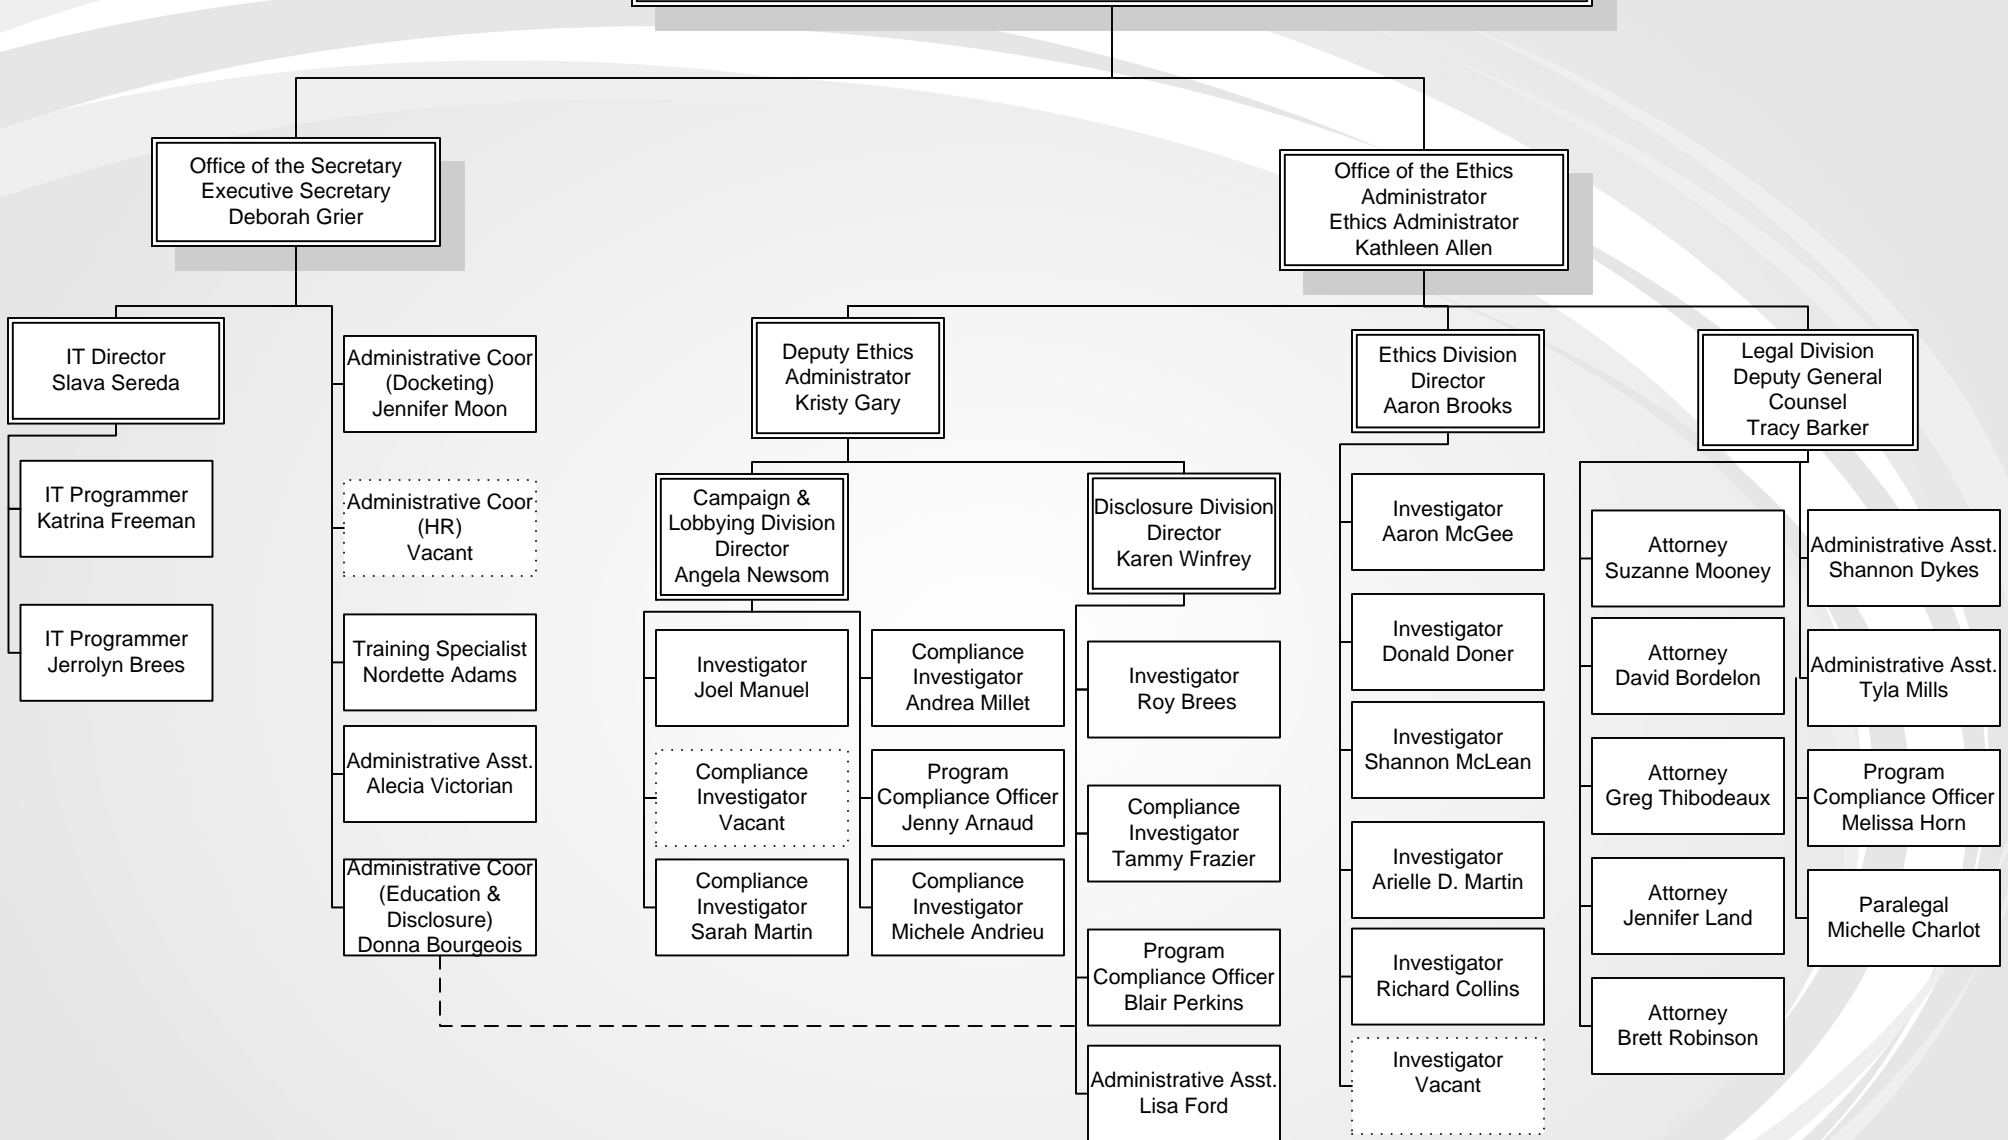 Office of the Secretary
Executive Secretary
Deborah Grier
Office of the Ethics
Administrator
Ethics Administrator
Kathleen Allen
IT Director
Slava Sereda
IT Programmer
Katrina Freeman
IT Programmer
Jerrolyn Brees
Administrative Coor
(Docketing)
Jennifer Moon
Administrative Coor
(HR)
Vacant
Training Specialist
Nordette Adams
Administrative Asst.
Alecia Victorian
Administrative Coor
(Education &
Disclosure)
Donna Bourgeois
Deputy Ethics
Administrator
Kristy Gary
Campaign &
Lobbying Division
Director
Angela Newsom
Investigator
Joel Manuel
Compliance
Investigator
Vacant
Compliance
Investigator
Sarah Martin
Compliance
Investigator
Andrea Millet
Program
Compliance Officer
Jenny Arnaud
Compliance
Investigator
Michele Andrieu
Disclosure Division
Director
Karen Winfrey
Investigator
Roy Brees
Compliance
Investigator
Tammy Frazier
Program
Compliance Officer
Blair Perkins
Administrative Asst.
Lisa Ford
Ethics Division
Director
Aaron Brooks
Investigator
Aaron McGee
Investigator
Donald Doner
Investigator
Shannon McLean
Investigator
Arielle D. Martin
Investigator
Richard Collins
Investigator
Vacant
Legal Division
Deputy General
Counsel
Tracy Barker
Attorney
Suzanne Mooney
Attorney
David Bordelon
Attorney
Greg Thibodeaux
Attorney
Jennifer Land
Attorney
Brett Robinson
Administrative Asst.
Shannon Dykes
Administrative Asst.
Tyla Mills
Program
Compliance Officer
Melissa Horn
Paralegal
Michelle Charlot